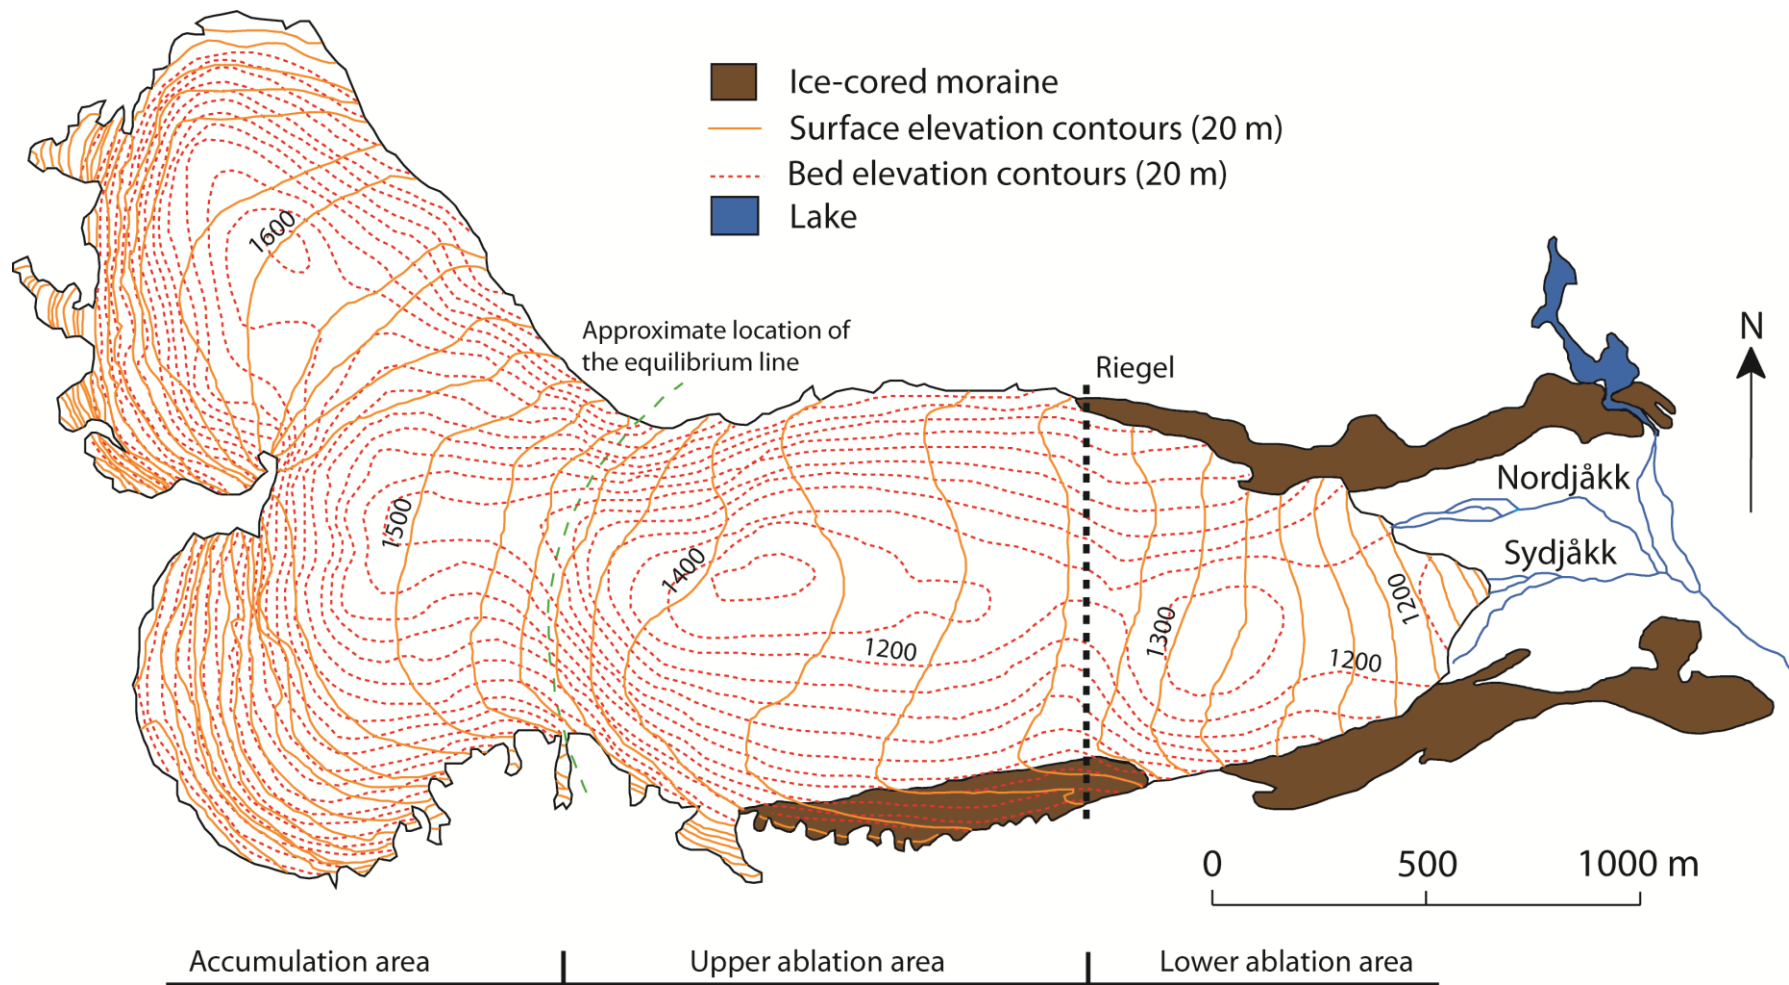 Ice-cored moraine
Surface elevation contours (20 m)
Bed elevation contours (20 m)
Lake
1600
Approximate location of
the equilibrium line
Riegel
N
Nordjåkk
1500
Sydjåkk
1400
1200
1300
1200
1200
0 500 1000 m
Accumulation area Upper ablation area Lower ablation area